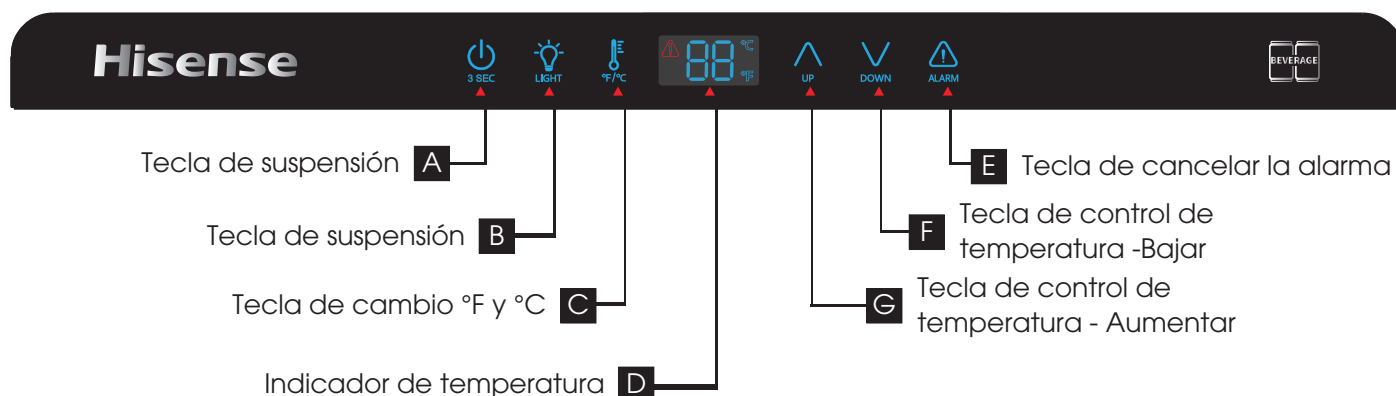 Hisense
3 SEC
LIGHT
°F/°C
88
°C
°F
UP
DOWN
ALARM
BEVERAGE
Tecla de suspensión A
E Tecla de cancelar la alarma
Tecla de suspensión B
F Tecla de control de
temperatura -Bajar
Tecla de cambio °F y °C C
G Tecla de control de
temperatura - Aumentar
Indicador de temperatura D